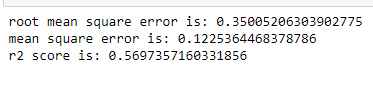 root mean square error is: 0.35005206303902775
mean square error is: 0.1225364468378786
r2 score is: 0.5697357160331856